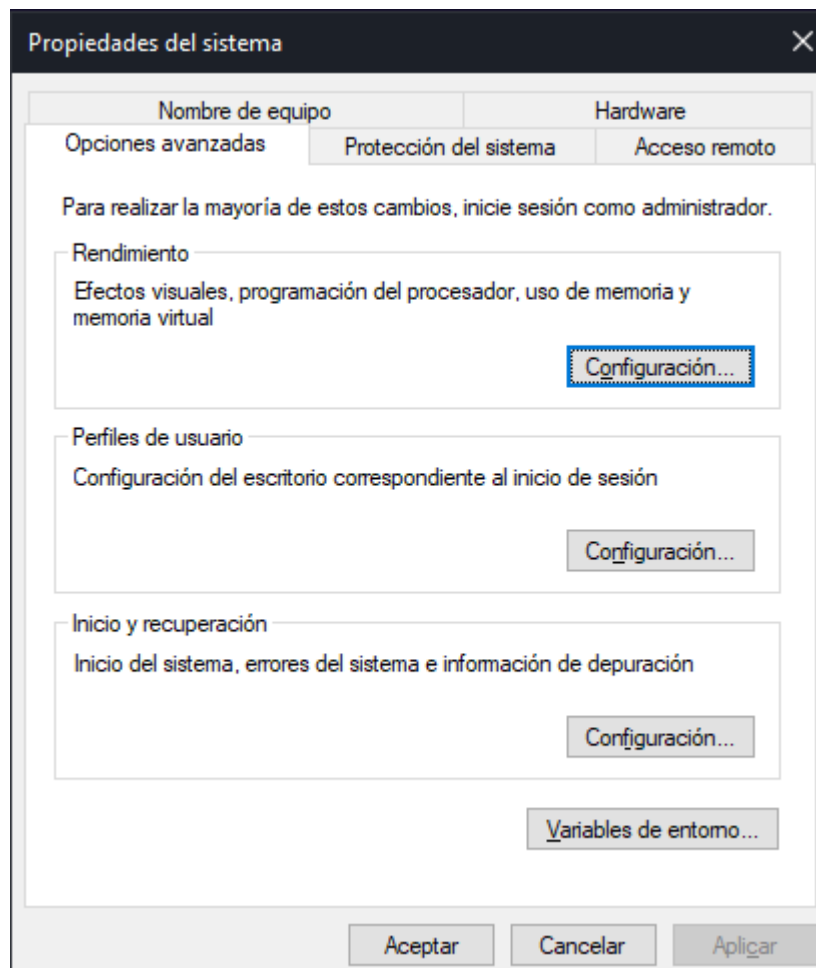 Propiedades del sistema
Nombre de equipo
Hardware
Opciones avanzadas
Protección del sistema
Acceso remoto
Para realizar la mayoría de estos cambios, inicie sesión como administrador.
Rendimiento
Efectos visuales, programación del procesador, uso de memoria y
memoria virtual
Configuración...
Perfiles de usuario
Configuración del escritorio correspondiente al inicio de sesión
Configuración...
Inicio y recuperación
Inicio del sistema, errores del sistema e información de depuración
Configuración...
Variables de entorno...
Aceptar
Cancelar
Aplicar